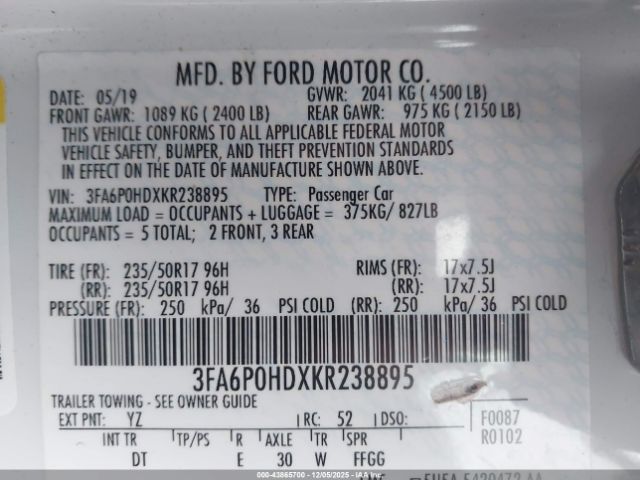 MFD. BY FORD MOTOR CO.
DATE: 05/19 GVWR: 2041 KG ( 4500 LB)
FRONT GAWR: 1089 KG ( 2400 LB) REAR GAWR: 975 KG ( 2150 LB)
THIS VEHICLE CONFORMS TO ALL APPLICABLE FEDERAL MOTOR
VEHICLE SAFETY, BUMPER, AND THEFT PREVENTION STANDARDS
IN EFFECT ON THE DATE OF MANUFACTURE SHOWN ABOVE.
VIN: 3FA6P0HDXKR238895 TYPE: Passenger Car
MAXIMUM LOAD = OCCUPANTS + LUGGAGE = 375KG/ 827LB
OCCUPANTS = 5 TOTAL; 2 FRONT, 3 REAR
TIRE (FR): 235/50R17 96H RIMS (FR): 17x7.5J
(RR): 235/50R17 96H (RR): 17x7.5J
PRESSURE (FR): 250 kPa/ 36 PSI COLD (RR): 250 kPa/ 36 PSI COLD
3FA6P0HDXKR238895
TRAILER TOWING - SEE OWNER GUIDE
EXT PNT: YZ RC: 52 DSO: F0087
INT TR TP/PS R AXLE TR SPR R0102
DT E 30 W FFGG
000-43865700 - 12/05/2025 - IAA, Inc.